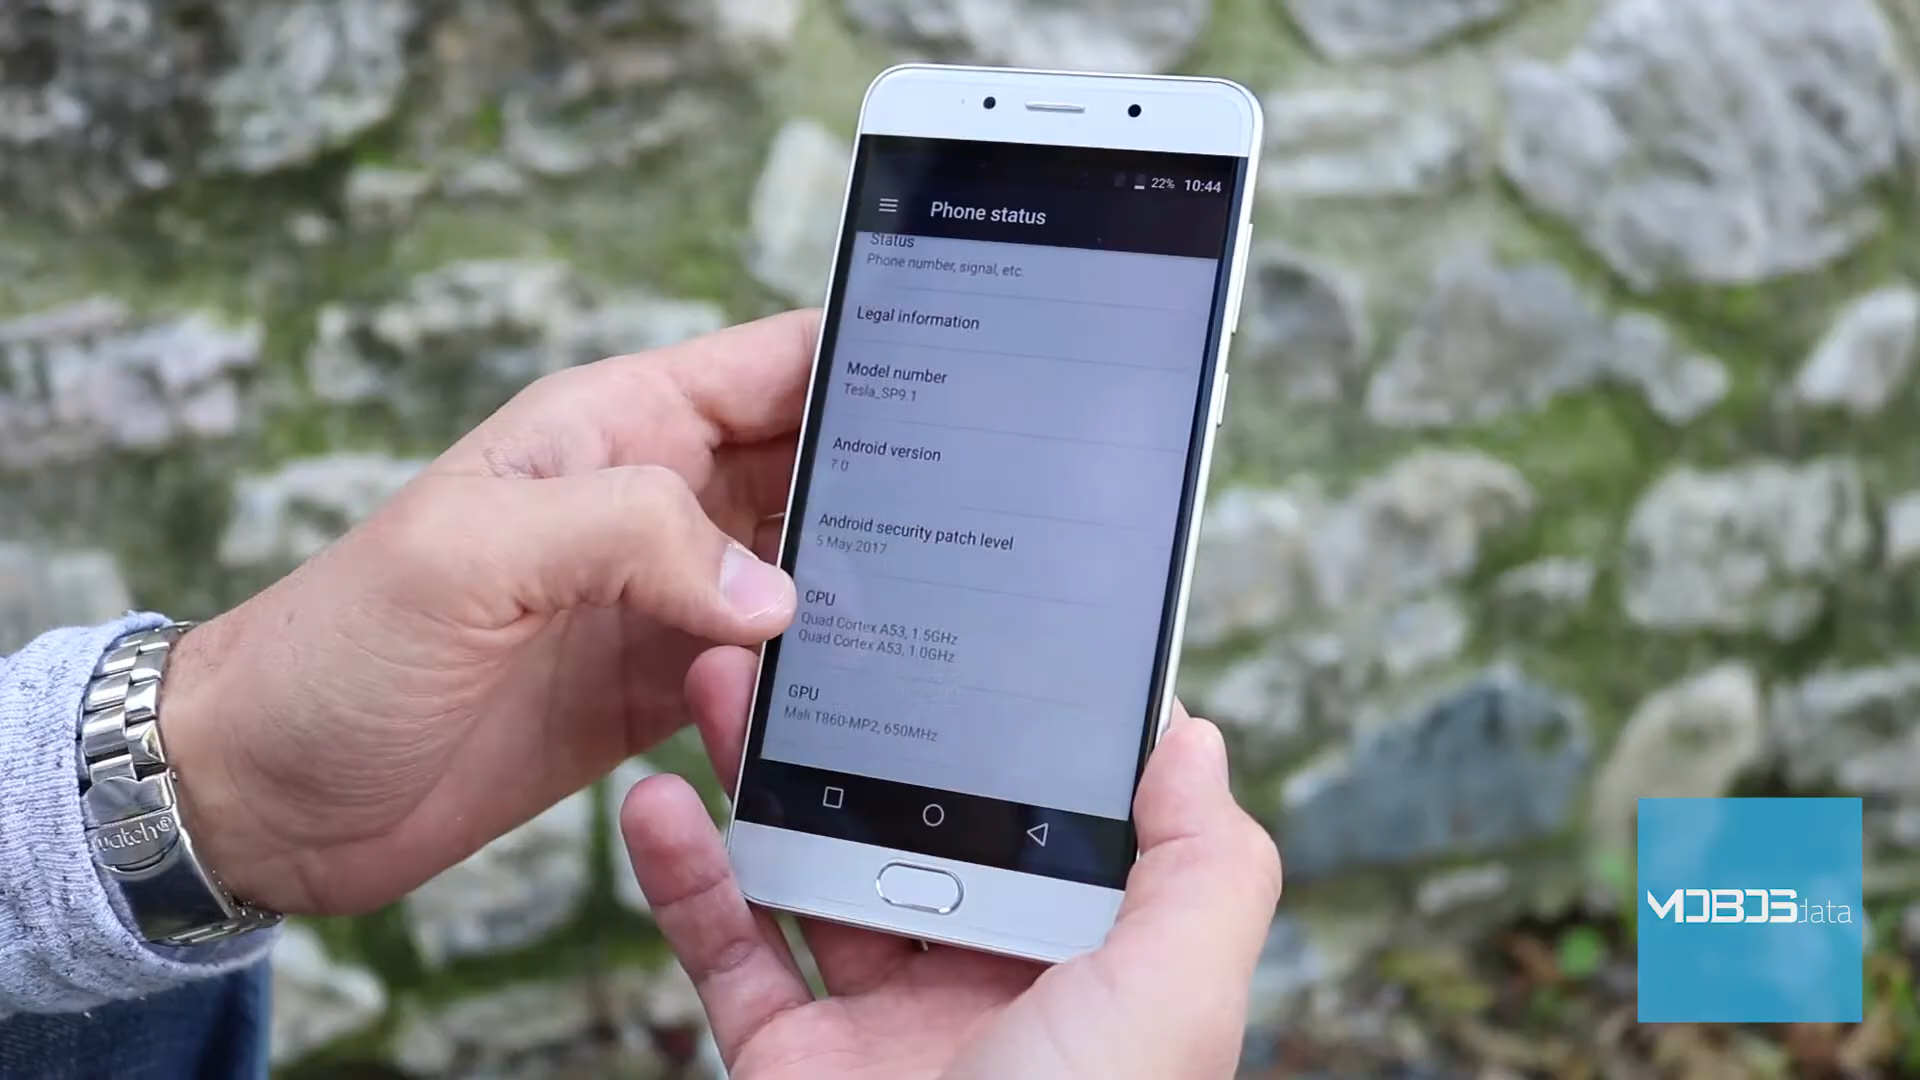 22% 10:44
Phone status
Status
Phone number, signal, etc.
Legal information
Model number
Tesla_SP9.1
Android version
7.0
Android security patch level
5 May 2017
CPU
Quad Cortex A53, 1.5GHz
Quad Cortex A53, 1.0GHz
GPU
Mali T860-MP2, 650MHz
watch®
MOBOSdata